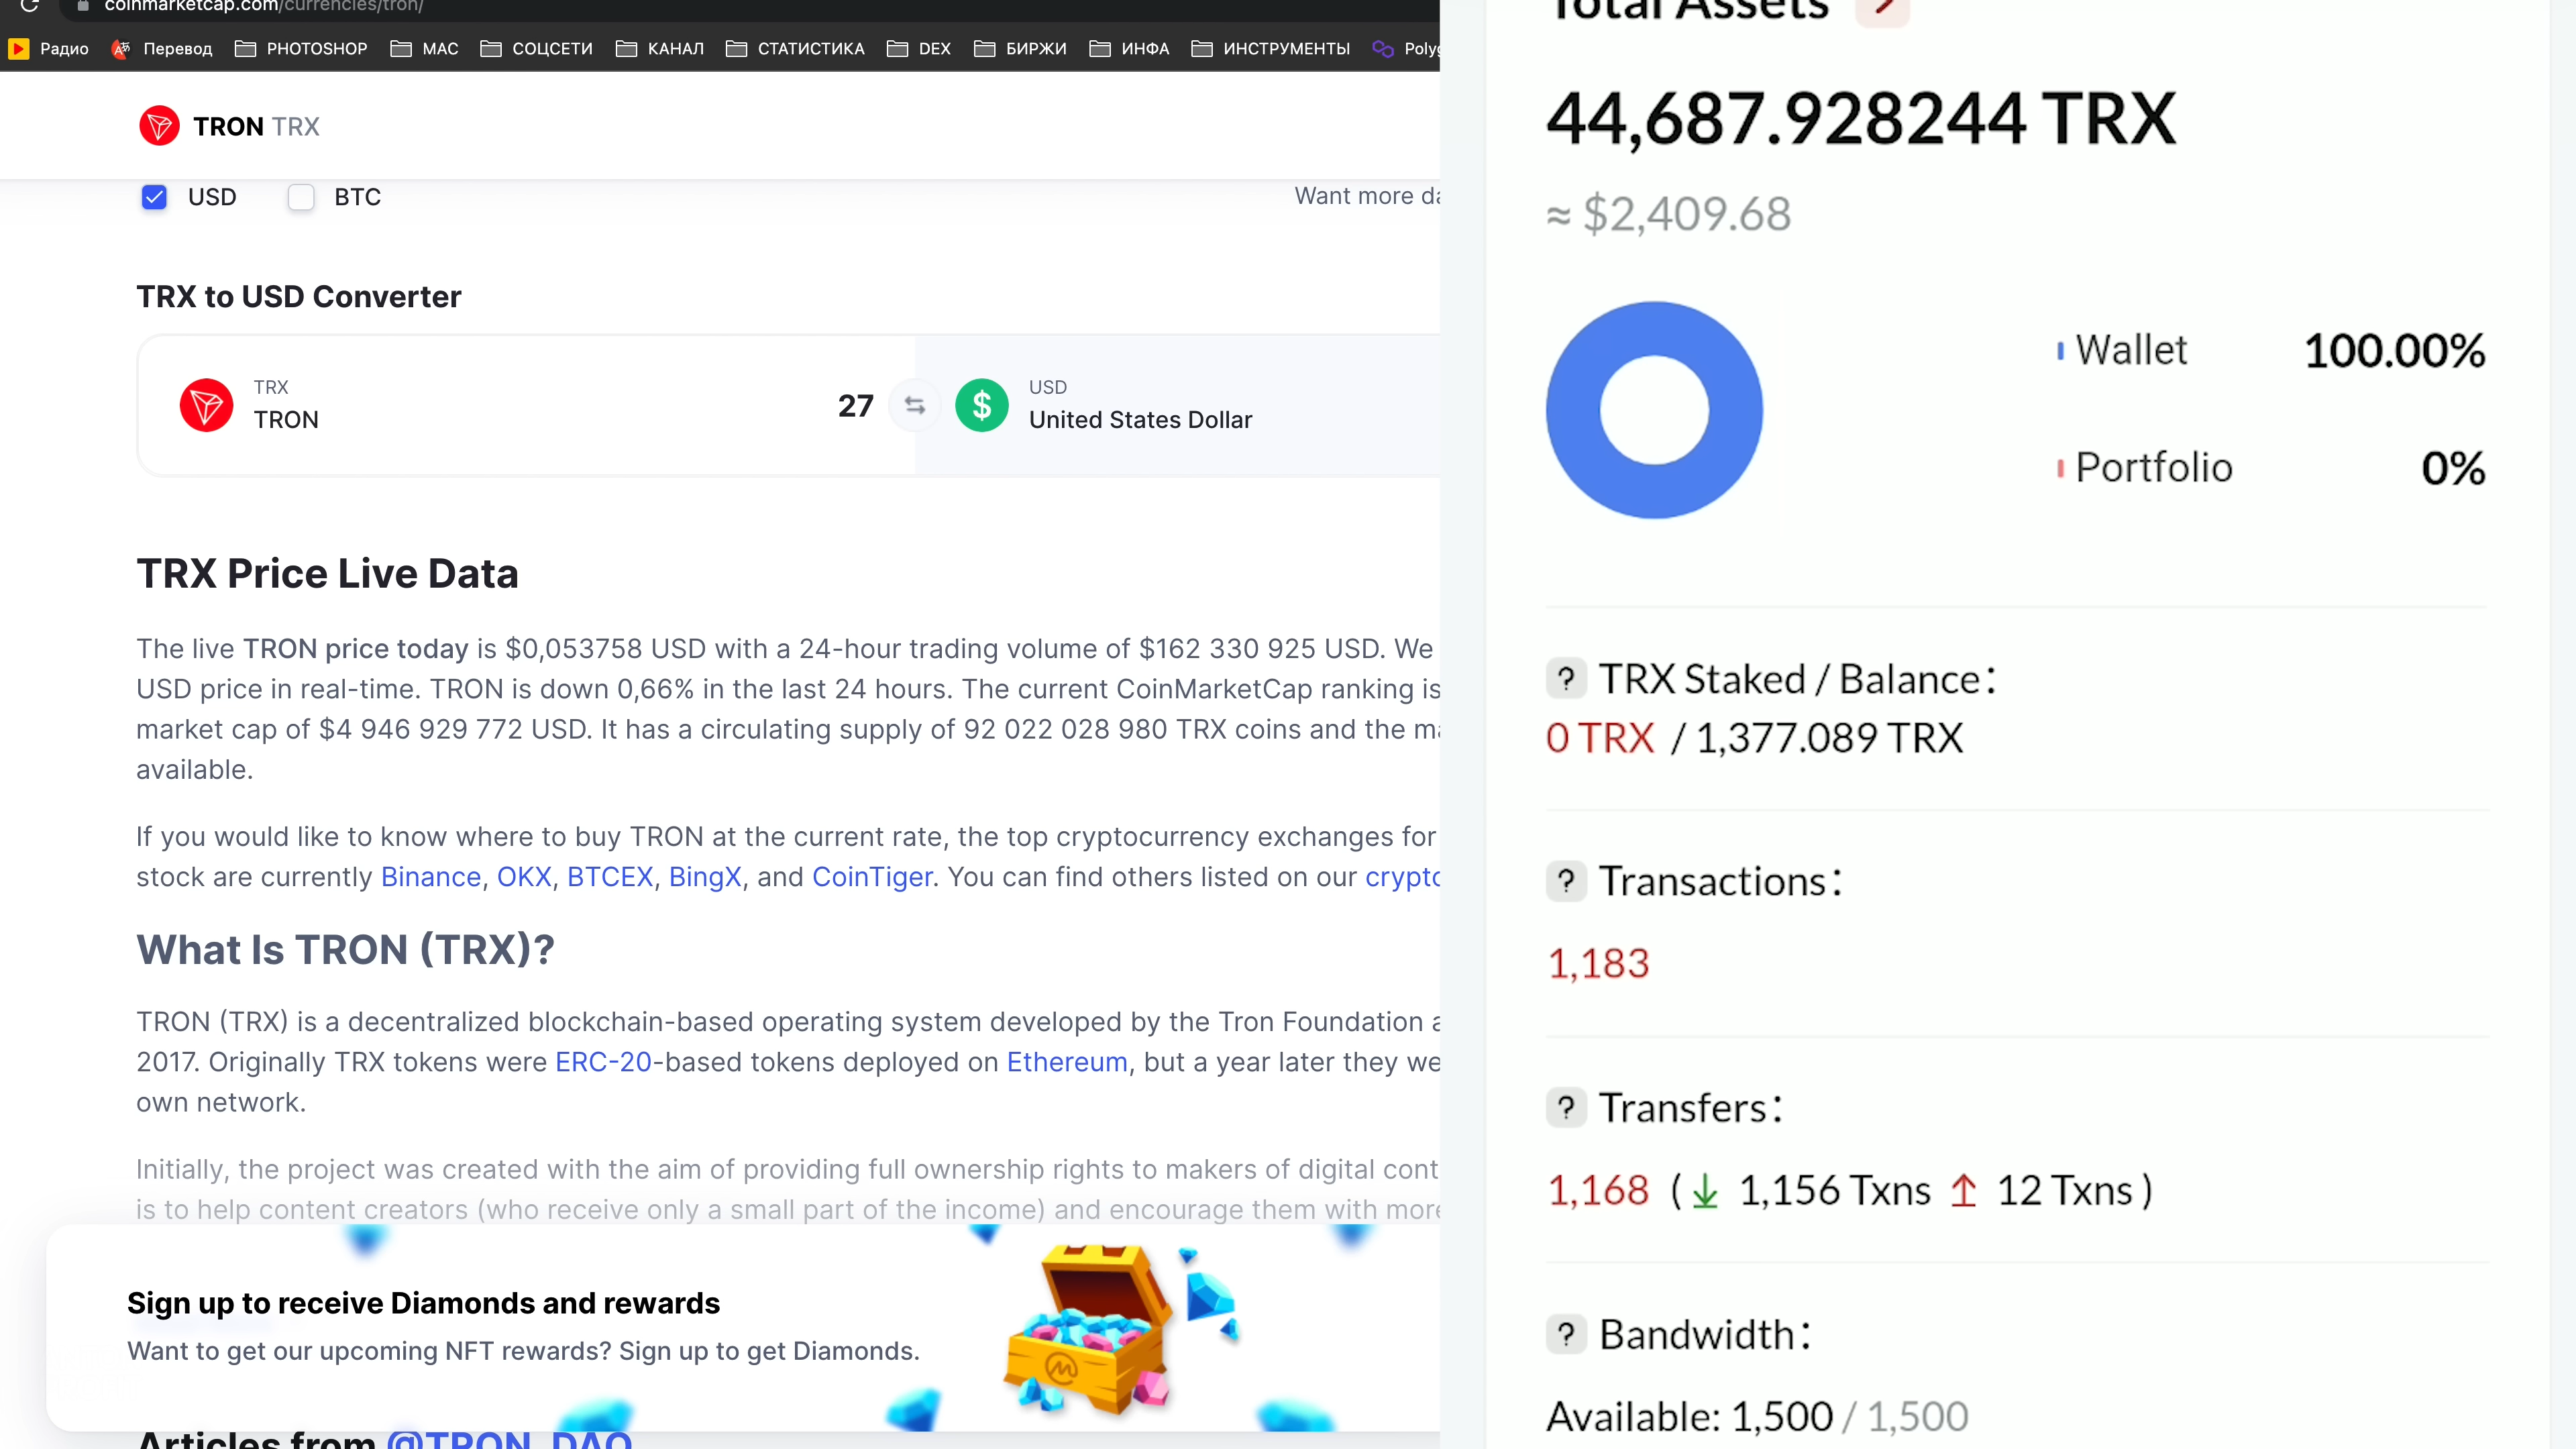 coinmarketcap.com/currencies/tron/
Радио Перевод PHOTOSHOP MAC СОЦСЕТИ КАНАЛ СТАТИСТИКА DEX БИРЖИ ИНФА ИНСТРУМЕНТЫ Polyg
TRON TRX
USD BTC
Want more da
TRX to USD Converter
TRX
TRON
27
$
USD
United States Dollar
TRX Price Live Data
The live TRON price today is $0,053758 USD with a 24-hour trading volume of $162 330 925 USD. We
USD price in real-time. TRON is down 0,66% in the last 24 hours. The current CoinMarketCap ranking is
market cap of $4 946 929 772 USD. It has a circulating supply of 92 022 028 980 TRX coins and the ma
available.
If you would like to know where to buy TRON at the current rate, the top cryptocurrency exchanges for
stock are currently Binance, OKX, BTCEX, BingX, and CoinTiger. You can find others listed on our crypto
What Is TRON (TRX)?
TRON (TRX) is a decentralized blockchain-based operating system developed by the Tron Foundation a
2017. Originally TRX tokens were ERC-20-based tokens deployed on Ethereum, but a year later they we
own network.
Initially, the project was created with the aim of providing full ownership rights to makers of digital cont
is to help content creators (who receive only a small part of the income) and encourage them with more
Sign up to receive Diamonds and rewards
Want to get our upcoming NFT rewards? Sign up to get Diamonds.
Articles from @TRON_DAO
Total Assets
44,687.928244 TRX
≈ $2,409.68
Wallet 100.00%
Portfolio 0%
? TRX Staked / Balance:
0 TRX / 1,377.089 TRX
? Transactions:
1,183
? Transfers:
1,168 ( 1,156 Txns 12 Txns )
? Bandwidth:
Available: 1,500 / 1,500